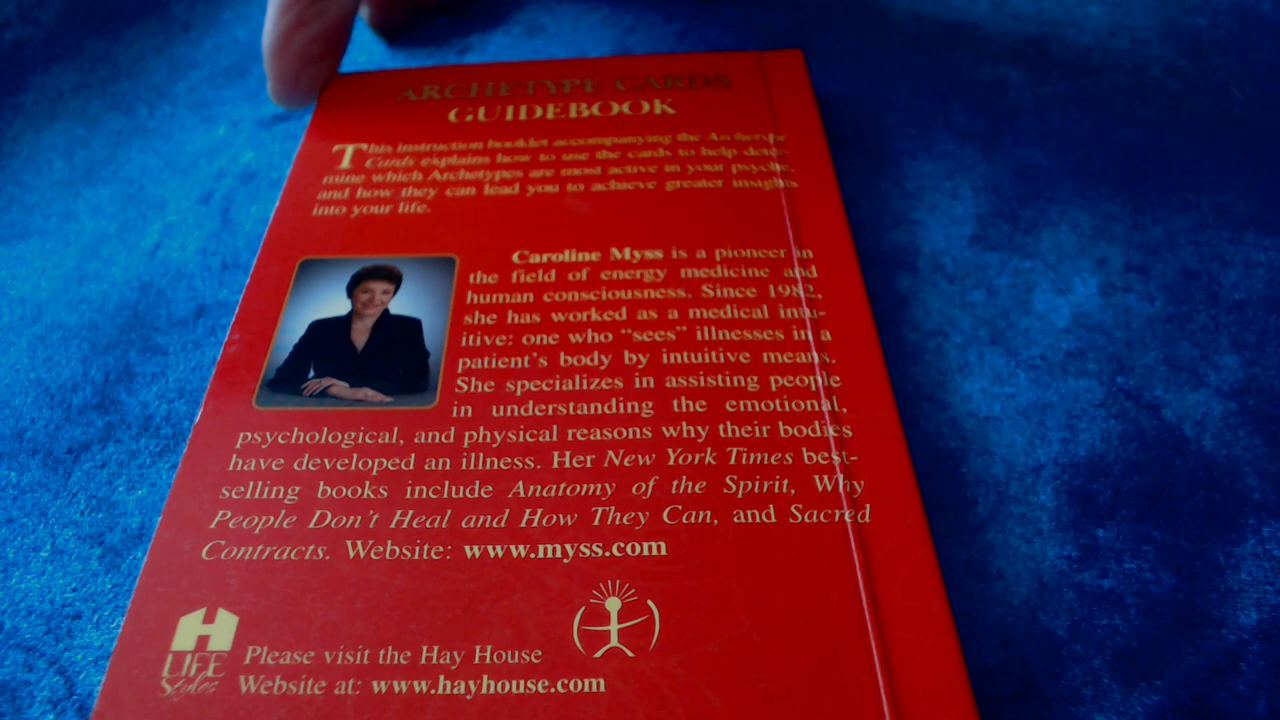 ARCHETYPE CARDS
GUIDEBOOK
This instruction booklet accompanying the Archetype
Cards explains how to use the cards to help deter-
mine which Archetypes are most active in your psyche,
and how they can lead you to achieve greater insights
into your life.
Caroline Myss is a pioneer in
the field of energy medicine and
human consciousness. Since 1982,
she has worked as a medical intu-
itive: one who “sees” illnesses in a
patient’s body by intuitive means.
She specializes in assisting people
in understanding the emotional,
psychological, and physical reasons why their bodies
have developed an illness. Her New York Times best-
selling books include Anatomy of the Spirit, Why
People Don’t Heal and How They Can, and Sacred
Contracts. Website: www.myss.com
H
LIFE
Styles
Please visit the Hay House
Website at: www.hayhouse.com